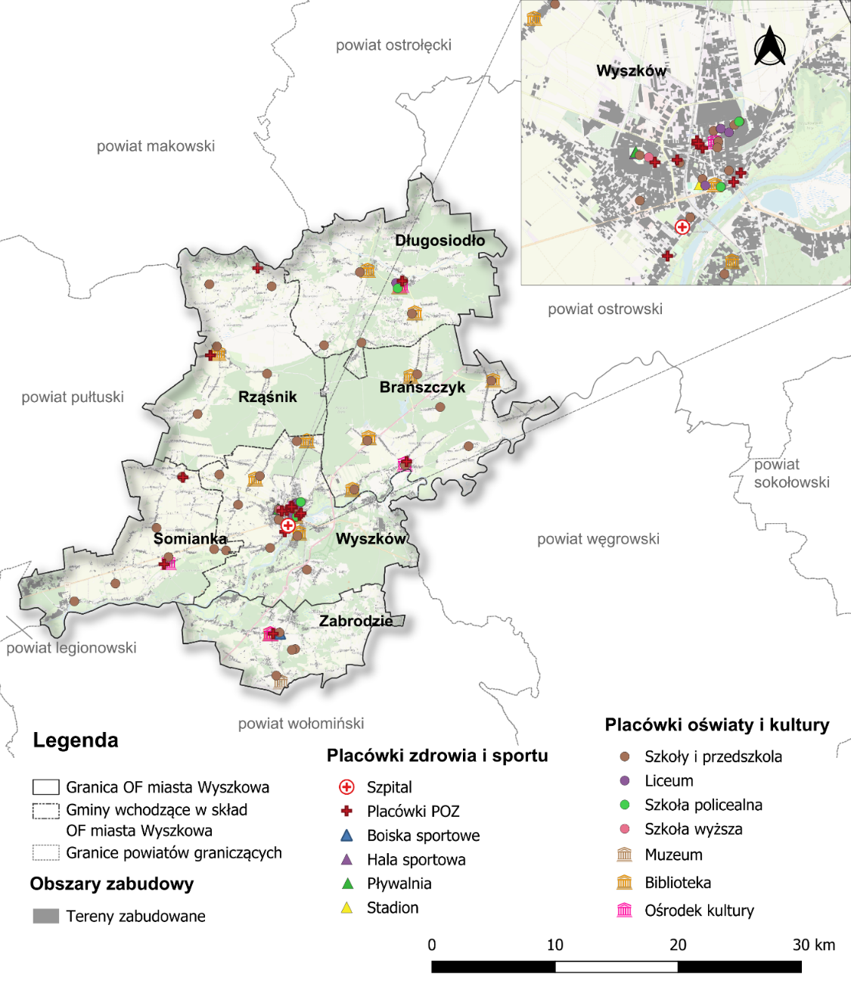 powiat ostrołęcki
Wyszków
powiat makowski
Długosiodło
powiat ostrowski
powiat pułtuski
Rząśnik
Brańszczyk
powiat
sokołowski
Somianka
Wyszków
powiat węgrowski
Zabrodzie
powiat legionowski
powiat wołomiński
Legenda
Granica OF miasta Wyszkowa
Gminy wchodzące w skład
OF miasta Wyszkowa
Granice powiatów graniczących
Obszary zabudowy
Tereny zabudowane
Placówki zdrowia i sportu
Szpital
Placówki POZ
Boiska sportowe
Hala sportowa
Pływalnia
Stadion
Placówki oświaty i kultury
Szkoły i przedszkola
Liceum
Szkoła policealna
Szkoła wyższa
Muzeum
Biblioteka
Ośrodek kultury
0 10 20 30 km